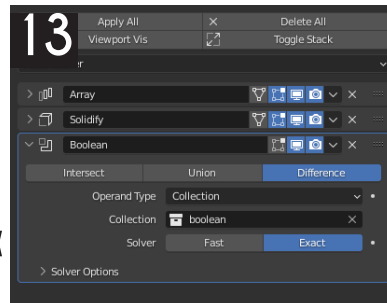 13
Apply All
Delete All
Viewport Vis
Toggle Stack
Array
Solidify
Boolean
Intersect
Union
Difference
Operand Type
Collection
Collection
boolean
Solver
Fast
Exact
Solver Options